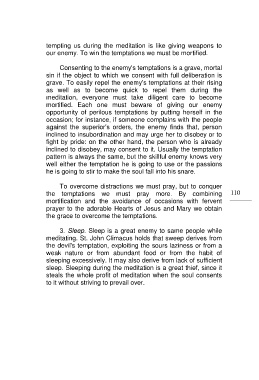 tempting us during the meditation is like giving weapons to
our enemy. To win the temptations we must be mortified.
Consenting to the enemy's temptations is a grave, mortal
sin if the object to which we consent with full deliberation is
grave. To easily repel the enemy's temptations at their rising
as well as to become quick to repel them during the
meditation, everyone must take diligent care to become
mortified. Each one must beware of giving our enemy
opportunity of perilous temptations by putting herself in the
occasion; for instance, if someone complains with the people
against the superior's orders, the enemy finds that, person
inclined to insubordination and may urge her to disobey or to
fight by pride: on the other hand, the person who is already
inclined to disobey, may consent to it. Usually the temptation
pattern is always the same, but the skillful enemy knows very
well either the temptation he is going to use or the passions
he is going to stir to make the soul fall into his snare.
To overcome distractions we must pray, but to conquer
the temptations we must pray more. By combining
mortification and the avoidance of occasions with fervent
prayer to the adorable Hearts of Jesus and Mary we obtain
the grace to overcome the temptations.
110
3. Sleep. Sleep is a great enemy to same people while
meditating. St. John Climacus holds that sweep derives from
the devil's temptation, exploiting the sours laziness or from a
weak nature or from abundant food or from the habit of
sleeping excessively. It may also derive from lack of sufficient
sleep. Sleeping during the meditation is a great thief, since it
steals the whole profit of meditation when the soul consents
to it without striving to prevail over.